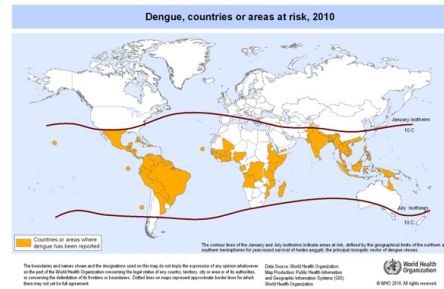 Dengue, countries or areas at risk, 2010
January isotherm
10 C
July isotherm
10 C
Countries or areas where
dengue has been reported
The contour lines of the January and July isotherms indicate areas at risk, defined by the geographical limits of the northern a
southern hemispheres for year-round survival of Aedes aegypti, the principal mosquito vector of dengue viruses.
The boundaries and names shown and the designations used on this map do not imply the expression of any opinion whatsoever
on the part of the World Health Organization concerning the legal status of any country, territory, city or area or of its authorities,
or concerning the delimitation of its frontiers or boundaries. Dotted lines on maps represent approximate border lines for which
there may not yet be full agreement.
Data Source: World Health Organization
Map Production: Public Health Information
and Geographic Information Systems (GIS)
World Health Organization
World Health
Organization
© WHO 2010. All rights reserved.